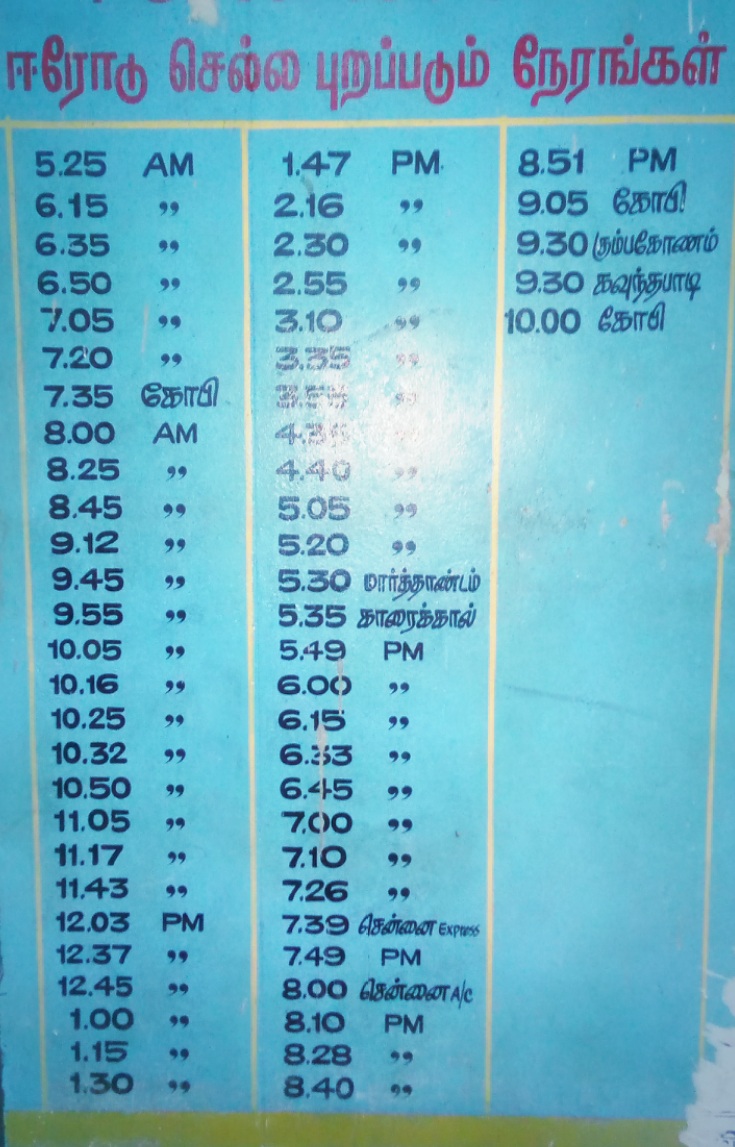 ஈரோடு செல்ல புறப்படும் நேரங்கள்
5.25 AM
6.15 ,,
6.35 ,,
6.50 ,,
7.05 ,,
7.20 ,,
7.35 கோபி
8.00 AM
8.25 ,,
8.45 ,,
9.12 ,,
9.45 ,,
9.55 ,,
10.05 ,,
10.16 ,,
10.25 ,,
10.32 ,,
10.50 ,,
11.05 ,,
11.17 ,,
11.43 ,,
12.03 PM
12.37 ,,
12.45 ,,
1.00 ,,
1.15 ,,
1.30 ,,
1.47 PM
2.16 ,,
2.30 ,,
2.55 ,,
3.10 ,,
3.35 ,,
,,
4.35 ,,
4.40 ,,
5.05 ,,
5.20 ,,
5.30 மார்த்தாண்டம்
5.35 காரைக்கால்
5.49 PM
6.00 ,,
6.15 ,,
6.33 ,,
6.45 ,,
7.00 ,,
7.10 ,,
7.26 ,,
7.39 சென்னை Express
7.49 PM
8.00 சென்னை A/c
8.10 PM
8.28 ,,
8.40 ,,
8.51 PM
9.05 கோபி
9.30 கும்பகோணம்
9.30 கவுந்தபாடி
10.00 கோபி